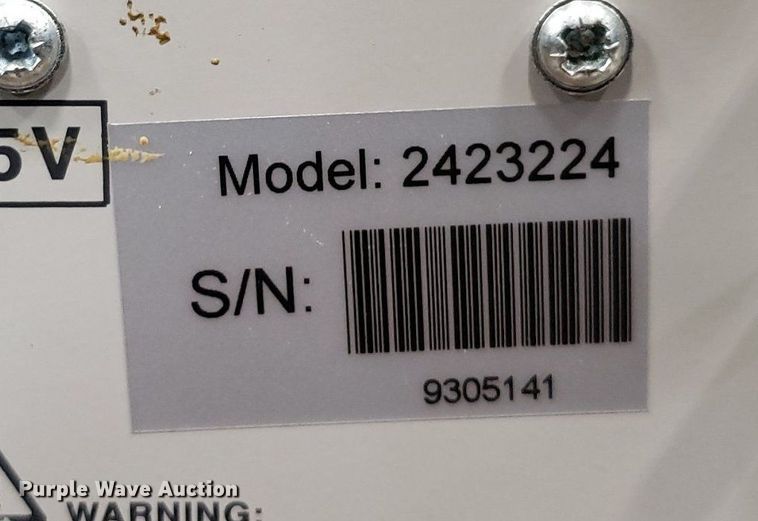 5V
Model: 2423224
S/N:
9305141
Purple Wave Auction
WARNING: